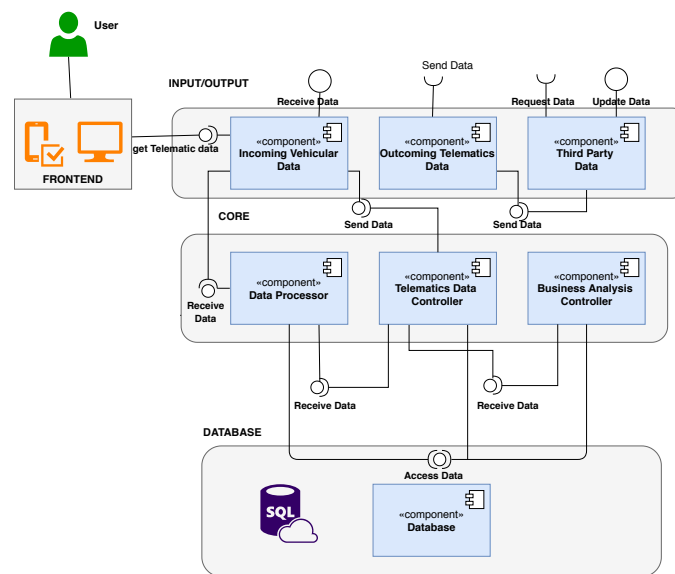 User
Send Data
INPUT/OUTPUT
Receive Data
Request Data
Update Data
get Telematic data
«component»
Incoming Vehicular
Data
«component»
Outcoming Telematics
Data
«component»
Third Party
Data
FRONTEND
CORE
Send Data
Send Data
«component»
Data Processor
«component»
Telematics Data
Controller
«component»
Business Analysis
Controller
Receive
Data
Receive Data
Receive Data
DATABASE
Access Data
SQL
«component»
Database